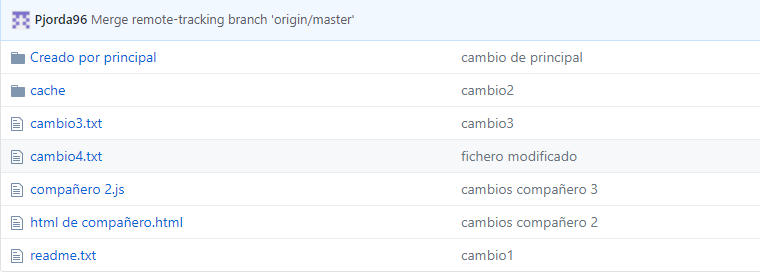 Pjorda96 Merge remote-tracking branch 'origin/master'
Creado por principal cambio de principal
cache cambio2
cambio3.txt cambio3
cambio4.txt fichero modificado
compañero 2.js cambios compañero 3
html de compañero.html cambios compañero 2
readme.txt cambio1